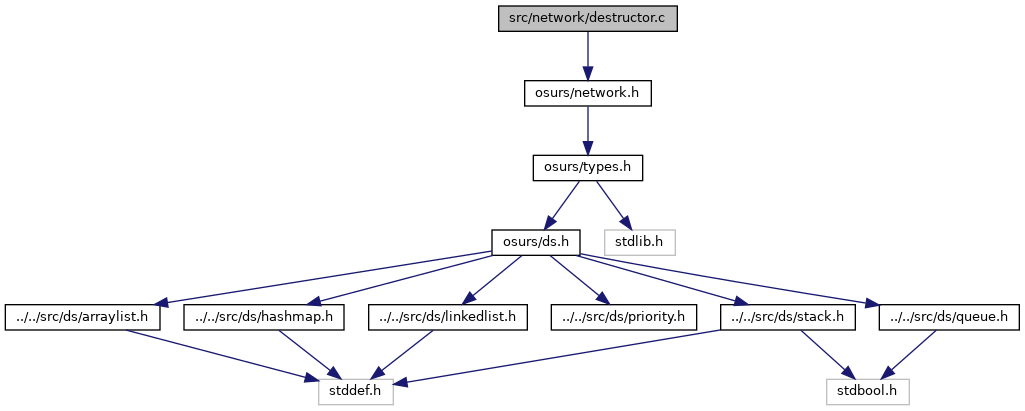 src/network/destructor.c
osurs/network.h
osurs/types.h
osurs/ds.h
stdlib.h
../../src/ds/arraylist.h
../../src/ds/hashmap.h
../../src/ds/linkedlist.h
../../src/ds/priority.h
../../src/ds/stack.h
../../src/ds/queue.h
stddef.h
stdbool.h